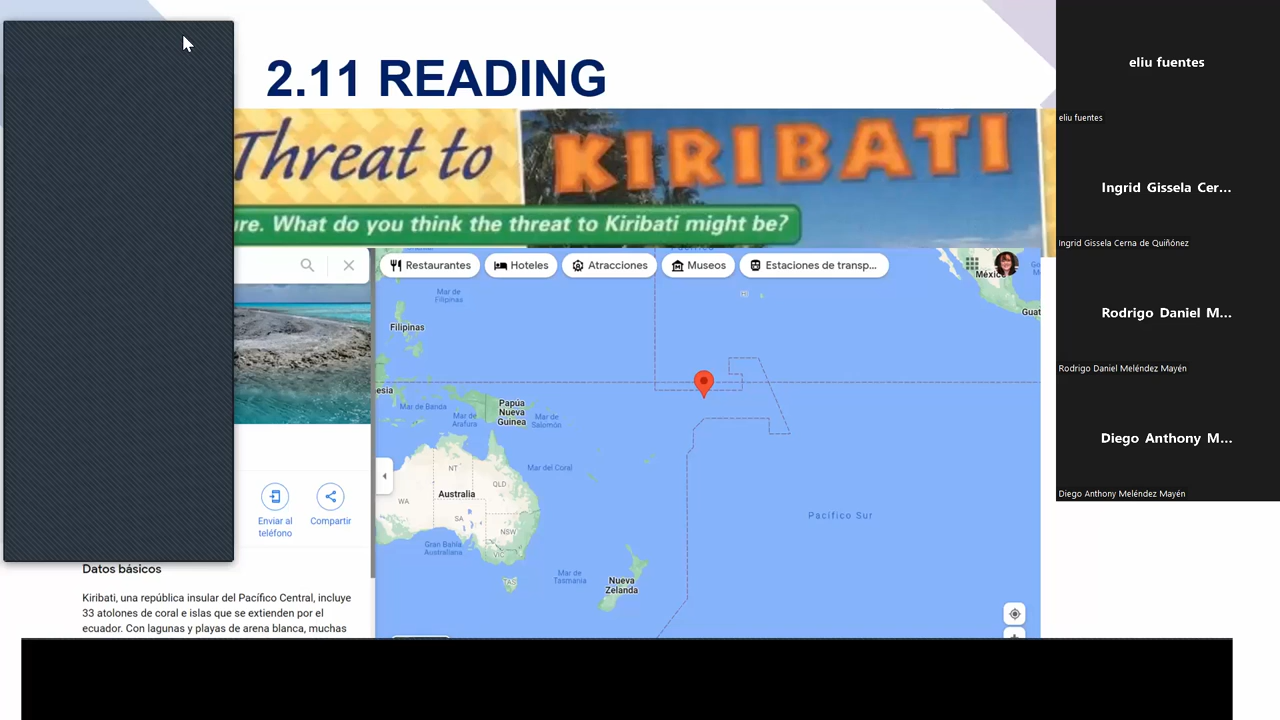 2.11 READING
Threat to KIRIBATI
ure. What do you think the threat to Kiribati might be?
Restaurantes
Hoteles
Atracciones
Museos
Estaciones de transp...
México
Guat
Mar de
Filipinas
Filipinas
esia
Papúa
Nueva
Guinea
Mar de Banda
Mar de
Arafura
Mar de
Salomón
Mar del Coral
NT
QLD
WA
Australia
SA
NSW
VIC
TAS
Gran Bahía
Australiana
Mar de
Tasmania
Nueva
Zelanda
Pacífico Sur
HI
Enviar al
teléfono
Compartir
Datos básicos
Kiribati, una república insular del Pacífico Central, incluye
33 atolones de coral e islas que se extienden por el
ecuador. Con lagunas y playas de arena blanca, muchas
eliu fuentes
eliu fuentes
Ingrid Gissela Cer...
Ingrid Gissela Cerna de Quiñónez
Rodrigo Daniel M...
Rodrigo Daniel Meléndez Mayén
Diego Anthony M...
Diego Anthony Meléndez Mayén